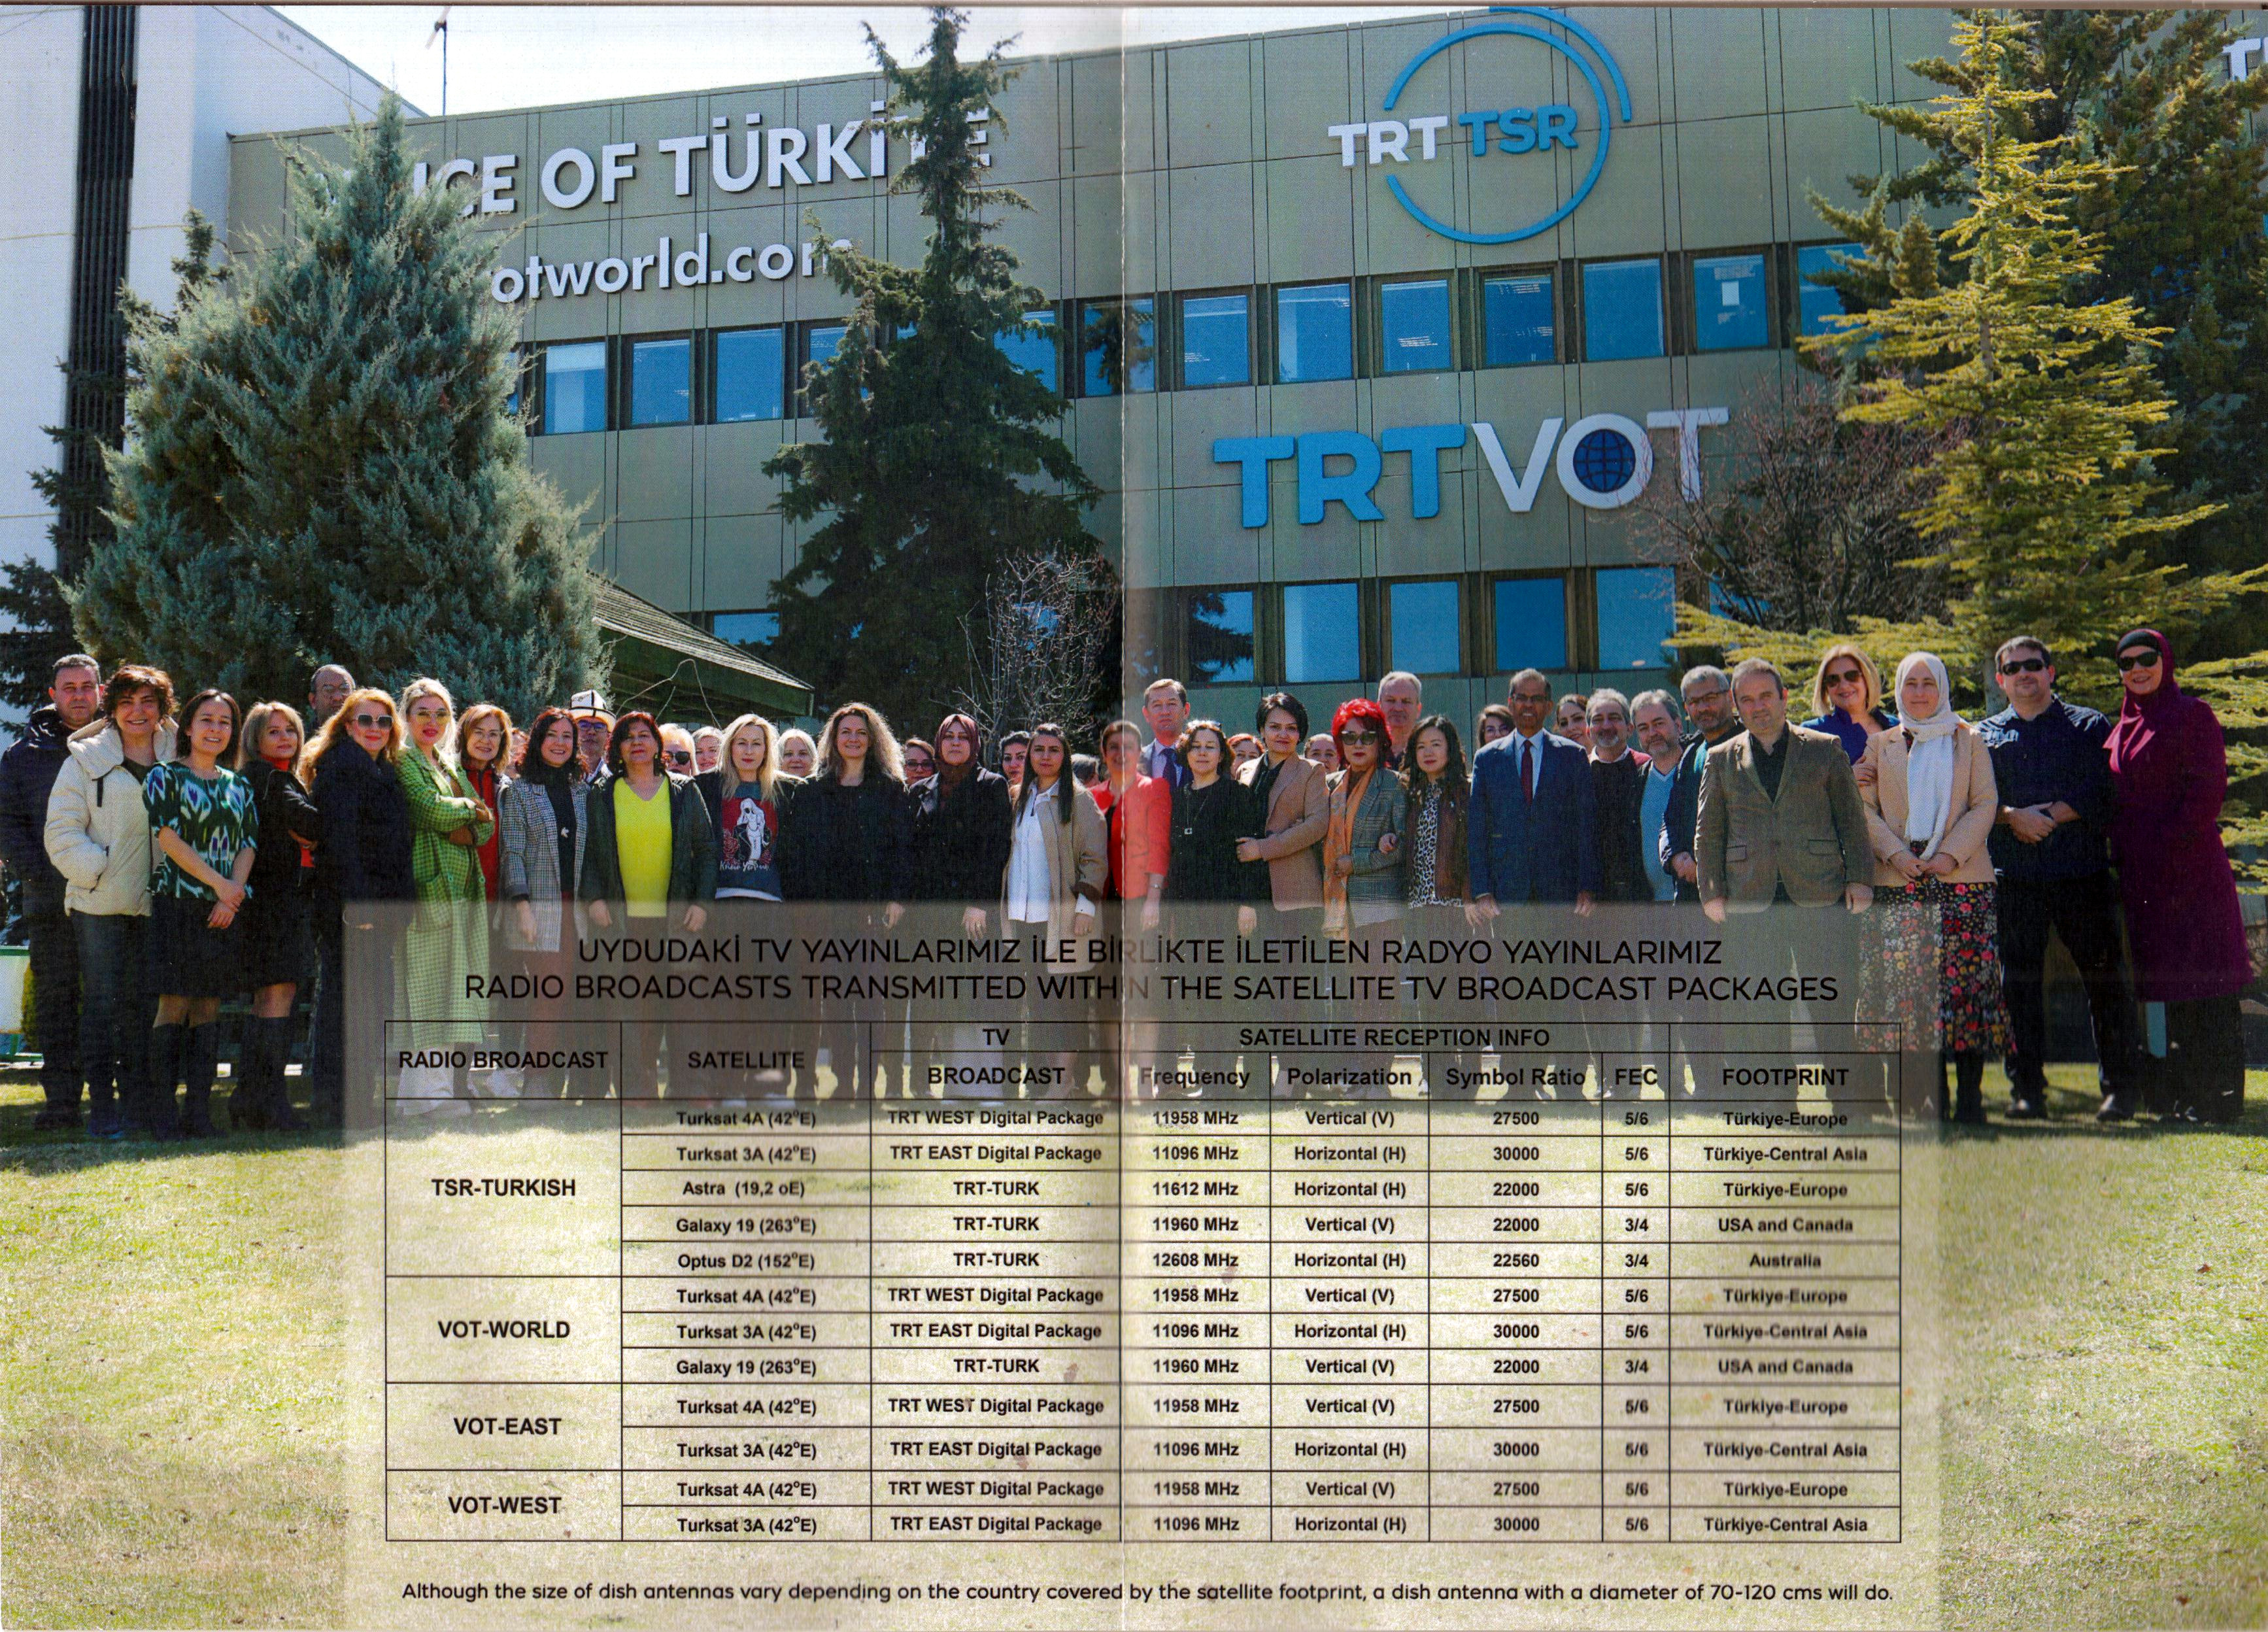 OF TÜRKİ
otworld.com
TRT TSR
TRT VOT
UYDUDAKİ TV YAYINLARIMIZ İLE BİRLİKTE İLETİLEN RADYO YAYINLARIMIZ
RADIO BROADCASTS TRANSMITTED WITHIN THE SATELLITE TV BROADCAST PACKAGES
RADIO BROADCAST SATELLITE TV BROADCAST SATELLITE RECEPTION INFO
Frequency Polarization Symbol Ratio FEC FOOTPRINT
TSR-TURKISH
Turksat 4A (42°E) TRT WEST Digital Package 11958 MHz Vertical (V) 27500 5/6 Türkiye-Europe
Turksat 3A (42°E) TRT EAST Digital Package 11096 MHz Horizontal (H) 30000 5/6 Türkiye-Central Asia
Astra (19,2 oE) TRT-TURK 11612 MHz Horizontal (H) 22000 5/6 Türkiye-Europe
Galaxy 19 (263°E) TRT-TURK 11960 MHz Vertical (V) 22000 3/4 USA and Canada
Optus D2 (152°E) TRT-TURK 12608 MHz Horizontal (H) 22560 3/4 Australia
VOT-WORLD
Turksat 4A (42°E) TRT WEST Digital Package 11958 MHz Vertical (V) 27500 5/6 Türkiye-Europe
Turksat 3A (42°E) TRT EAST Digital Package 11096 MHz Horizontal (H) 30000 5/6 Türkiye-Central Asia
Galaxy 19 (263°E) TRT-TURK 11960 MHz Vertical (V) 22000 3/4 USA and Canada
VOT-EAST
Turksat 4A (42°E) TRT WEST Digital Package 11958 MHz Vertical (V) 27500 5/6 Türkiye-Europe
Turksat 3A (42°E) TRT EAST Digital Package 11096 MHz Horizontal (H) 30000 5/6 Türkiye-Central Asia
VOT-WEST
Turksat 4A (42°E) TRT WEST Digital Package 11958 MHz Vertical (V) 27500 5/6 Türkiye-Europe
Turksat 3A (42°E) TRT EAST Digital Package 11096 MHz Horizontal (H) 30000 5/6 Türkiye-Central Asia
Although the size of dish antennas vary depending on the country covered by the satellite footprint, a dish antenna with a diameter of 70-120 cms will do.